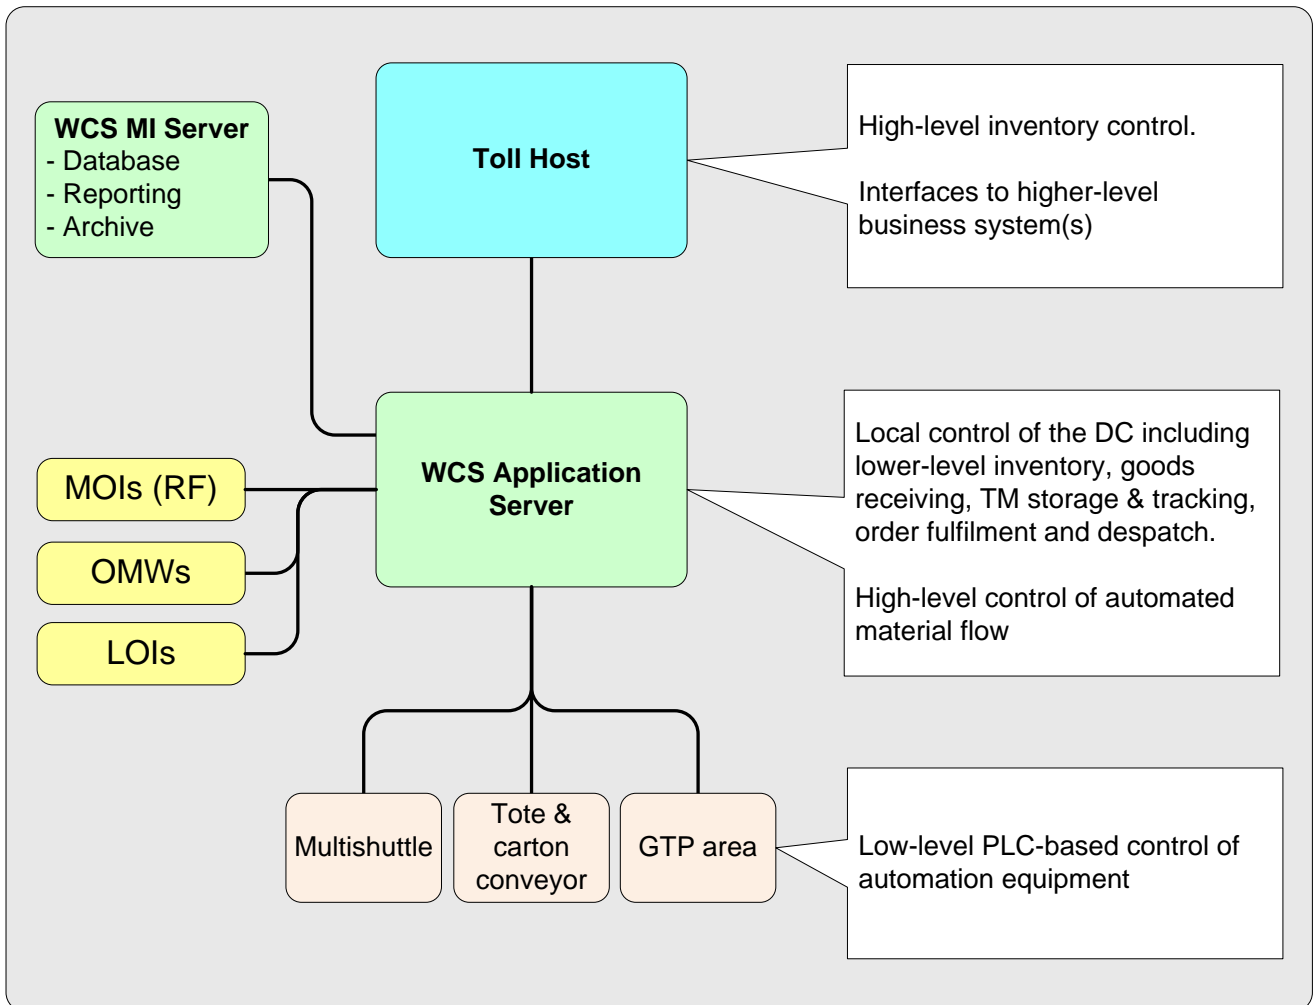 WCS MI Server
- Database
- Reporting
- Archive
Toll Host
High-level inventory control.
Interfaces to higher-level
business system(s)
MOIs (RF)
OMWs
LOIs
WCS Application
Server
Local control of the DC including
lower-level inventory, goods
receiving, TM storage & tracking,
order fulfilment and despatch.
High-level control of automated
material flow
Multishuttle
Tote &
carton
conveyor
GTP area
Low-level PLC-based control of
automation equipment